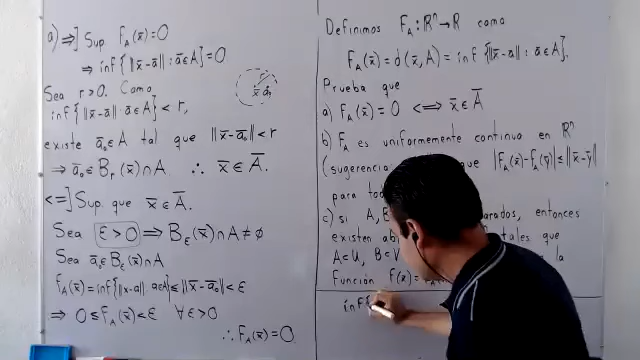 a) ⇒] Sup F_A(x̄)=0
⇒ inf{‖x̄-ā‖ : ā∈A}=0
Sea r>0. Como
inf{‖x̄-ā‖ : ā∈A} < r,
existe ā₀∈A tal que ‖x̄-ā₀‖<r
⇒ ā₀∈B_r(x̄)∩A ∴ x̄∈Ā.
<=] Sup. que x̄∈Ā.
Sea ε>0 ⇒ B_ε(x̄)∩A≠∅
Sea ā₀∈B_ε(x̄)∩A
F_A(x̄)=inf{‖x̄-ā‖ : ā∈A}≤‖x̄-ā₀‖<ε
⇒ 0≤F_A(x̄)<ε ∀ε>0
∴ F_A(x̄)=0
r
x̄ ā₀
Definimos F_A: ℝⁿ→ℝ como
F_A(x̄)=d(x̄,A)=inf{‖x̄-ā‖ : ā∈A}.
Prueba que
a) F_A(x̄)=0 <=> x̄∈Ā
b) F_A es uniformemente continua en ℝⁿ
(sugerencia: que |F_A(x̄)-F_A(ȳ)|≤‖x̄-ȳ‖
para
c) si A, entonces
existen tales que
A⊂U, B⊂V la
función f(x̄)=
inf{